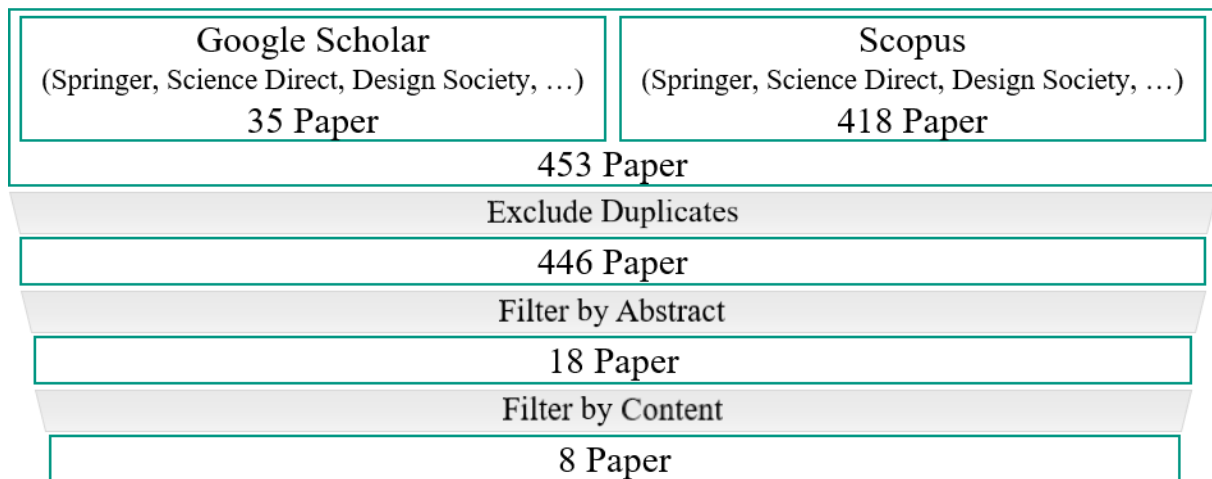 Google Scholar
(Springer, Science Direct, Design Society, …)
35 Paper
Scopus
(Springer, Science Direct, Design Society, …)
418 Paper
453 Paper
Exclude Duplicates
446 Paper
Filter by Abstract
18 Paper
Filter by Content
8 Paper